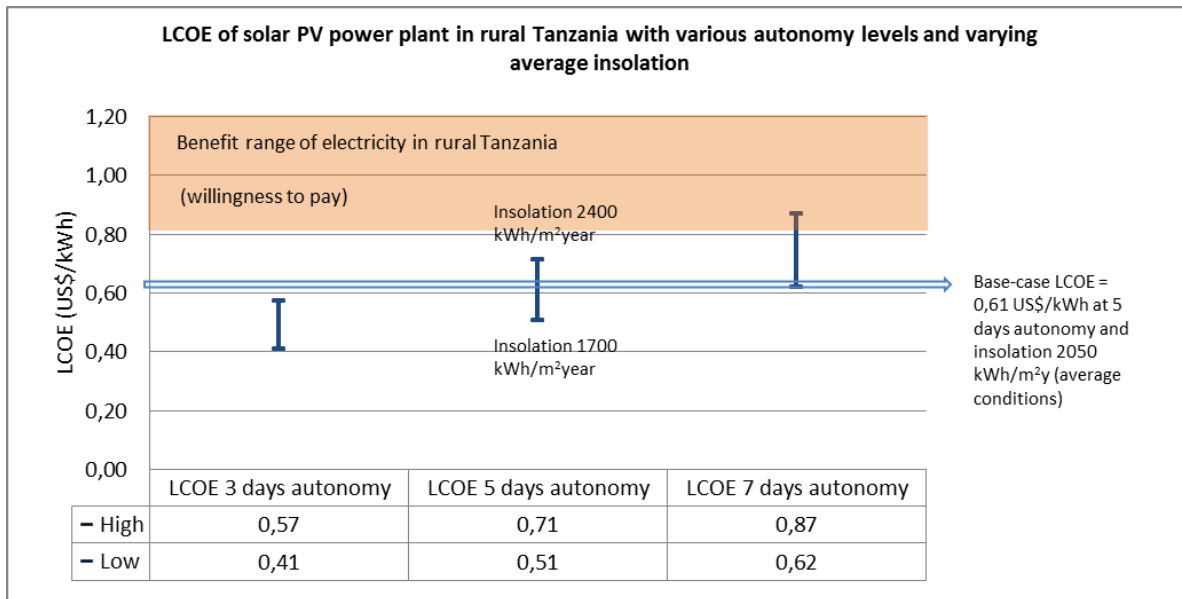 LCOE of solar PV power plant in rural Tanzania with various autonomy levels and varying
average insolation
LCOE (US$/kWh)
1,20
1,00
0,80
0,60
0,40
0,20
0,00
Benefit range of electricity in rural Tanzania
(willingness to pay)
Insolation 2400
kWh/m²year
Insolation 1700
kWh/m²year
Base-case LCOE =
0,61 US$/kWh at 5
days autonomy and
insolation 2050
kWh/m²y (average
conditions)
LCOE 3 days autonomy LCOE 5 days autonomy LCOE 7 days autonomy
High 0,57 0,71 0,87
Low 0,41 0,51 0,62